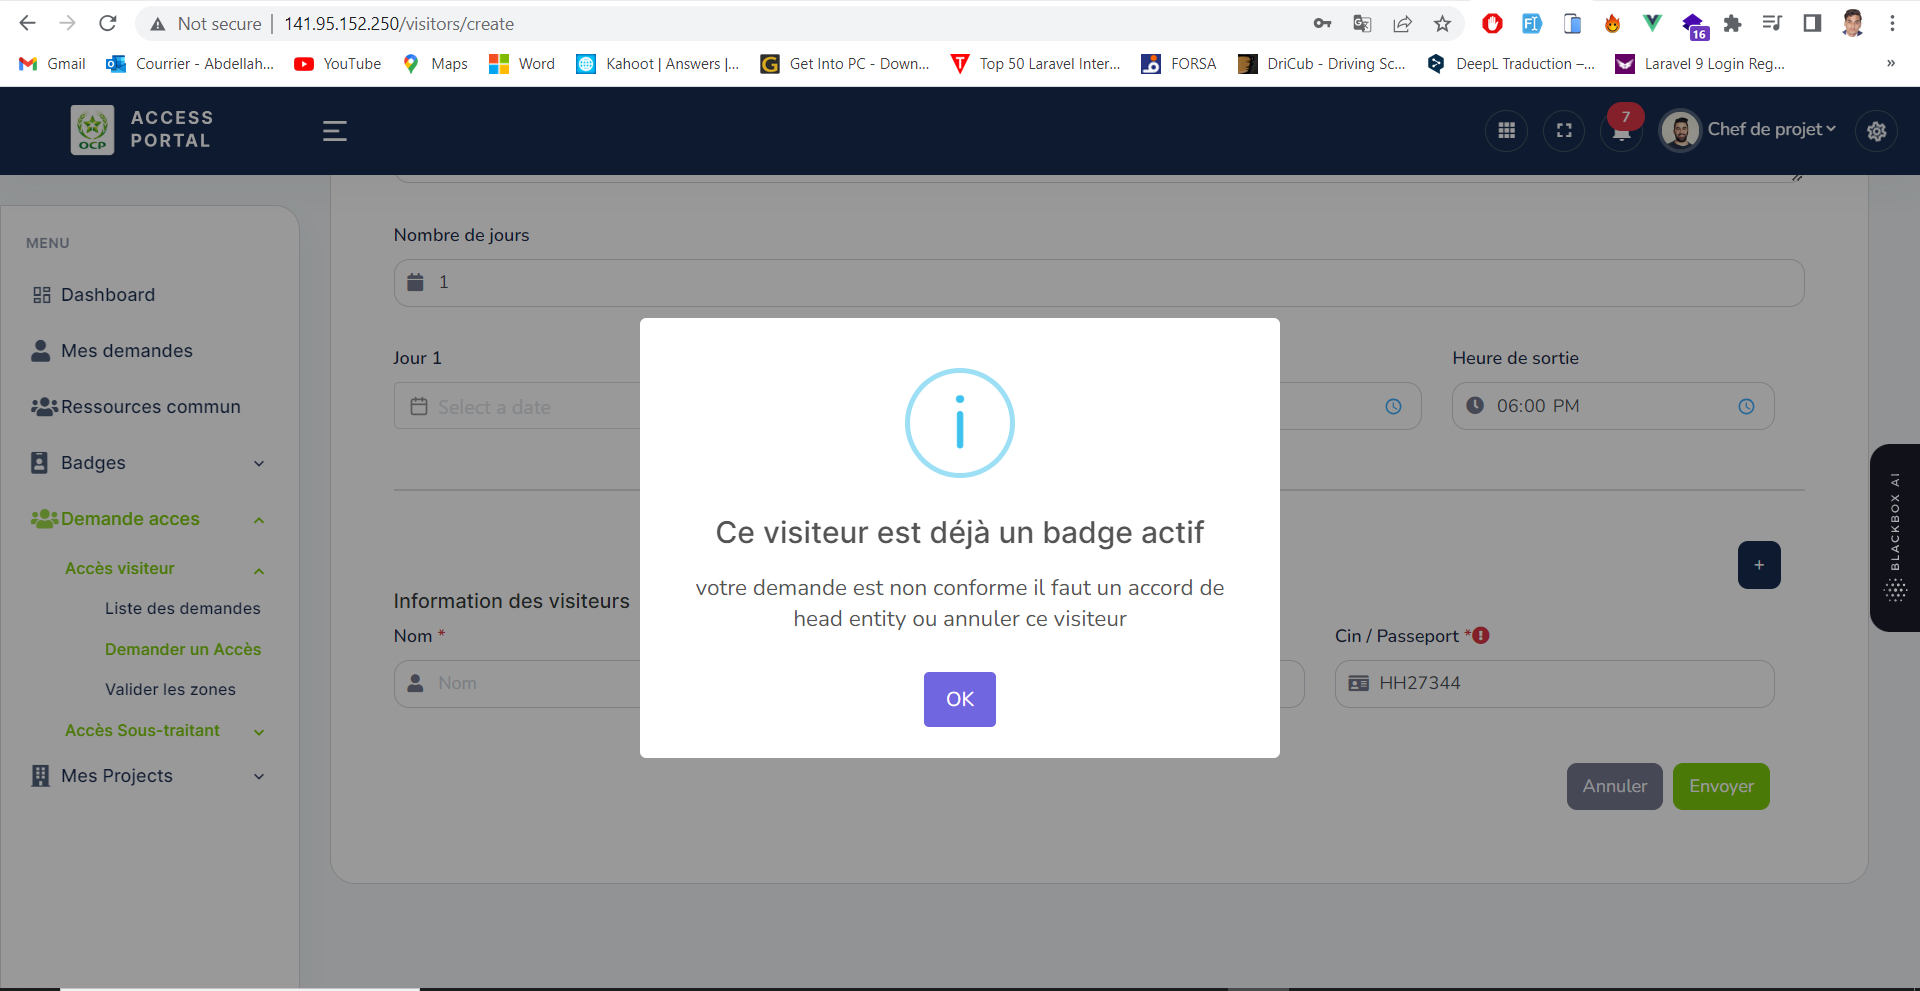 Not secure
141.95.152.250/visitors/create
16
Gmail
Courrier - Abdellah...
YouTube
Maps
Word
Kahoot | Answers |...
Get Into PC - Down...
Top 50 Laravel Inter...
FORSA
DriCub - Driving Sc...
DeepL Traduction –...
Laravel 9 Login Reg...
»
OCP
ACCESS
PORTAL
7
Chef de projet
MENU
Dashboard
Mes demandes
Ressources commun
Badges
Demande acces
Accès visiteur
Liste des demandes
Demander un Accès
Valider les zones
Accès Sous-traitant
Mes Projects
Nombre de jours
1
Jour 1
Select a date
Heure de sortie
06:00 PM
Ce visiteur est déjà un badge actif
votre demande est non conforme il faut un accord de
head entity ou annuler ce visiteur
OK
+
Information des visiteurs
Nom *
Nom
Cin / Passeport *
HH27344
Annuler
Envoyer
BLACKBOX AI